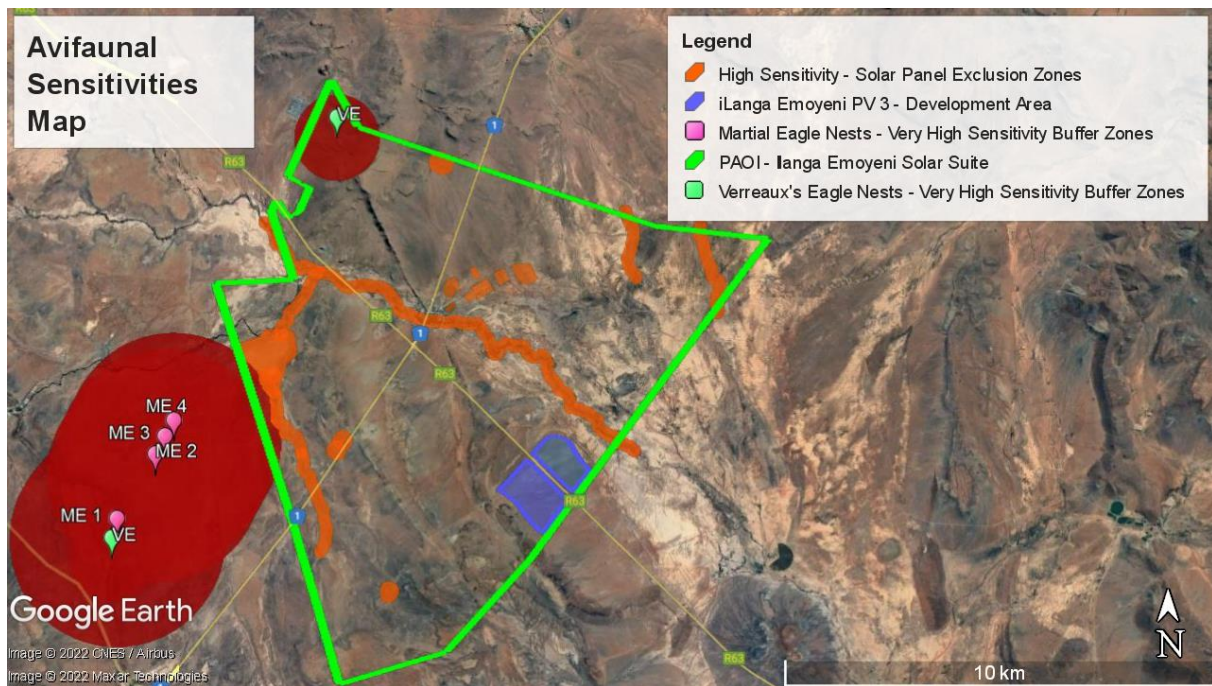 Avifaunal
Sensitivities
Map
Legend
High Sensitivity - Solar Panel Exclusion Zones
iLanga Emoyeni PV 3 - Development Area
Martial Eagle Nests - Very High Sensitivity Buffer Zones
PAOI - Ilanga Emoyeni Solar Suite
Verreaux's Eagle Nests - Very High Sensitivity Buffer Zones
VE
1
R63
R63
1
R63
ME 4
ME 3
ME 2
R63
ME 1
1
VE
Google Earth
Image © 2022 CNES / Airbus
Image © 2022 Maxar Technologies
R63
10 km
N